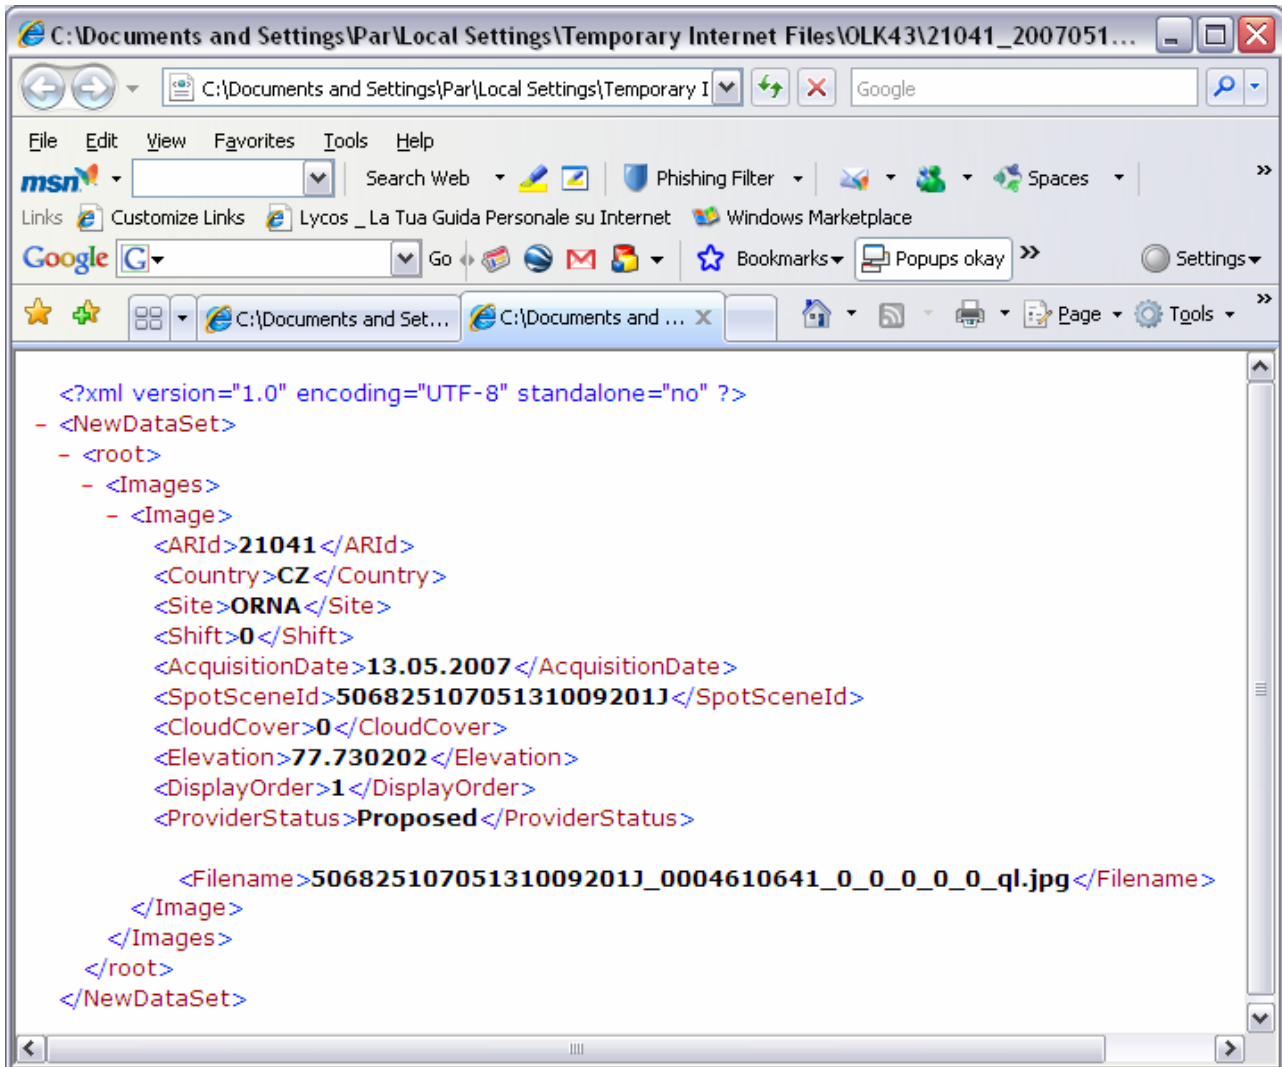 C:\Documents and Settings\Par\Local Settings\Temporary Internet Files\OLK43\21041_2007051...
C:\Documents and Settings\Par\Local Settings\Temporary I
Google
File Edit View Favorites Tools Help
msn Search Web Phishing Filter Spaces »
Links Customize Links Lycos _ La Tua Guida Personale su Internet Windows Marketplace
Google G Go Bookmarks Popups okay » Settings
C:\Documents and Set... C:\Documents and ... X Page Tools »
<?xml version="1.0" encoding="UTF-8" standalone="no" ?>
- <NewDataSet>
- <root>
- <Images>
- <Image>
<ARId>21041</ARId>
<Country>CZ</Country>
<Site>ORNA</Site>
<Shift>0</Shift>
<AcquisitionDate>13.05.2007</AcquisitionDate>
<SpotSceneId>50682510705131009201J</SpotSceneId>
<CloudCover>0</CloudCover>
<Elevation>77.730202</Elevation>
<DisplayOrder>1</DisplayOrder>
<ProviderStatus>Proposed</ProviderStatus>
<Filename>50682510705131009201J_0004610641_0_0_0_0_0_ql.jpg</Filename>
</Image>
</Images>
</root>
</NewDataSet>